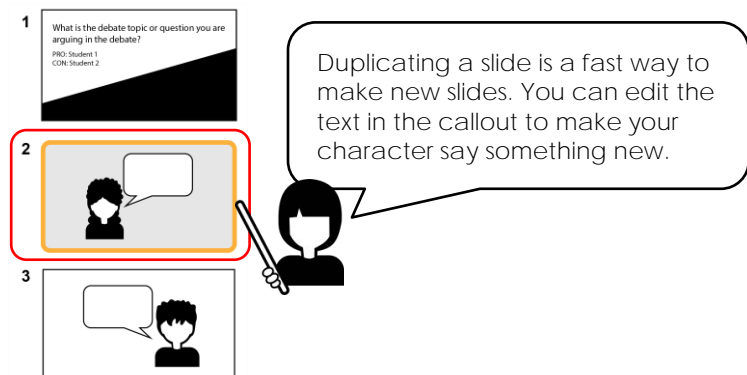 1
What is the debate topic or question you are
arguing in the debate?
PRO: Student 1
CON: Student 2
2
3
Duplicating a slide is a fast way to
make new slides. You can edit the
text in the callout to make your
character say something new.